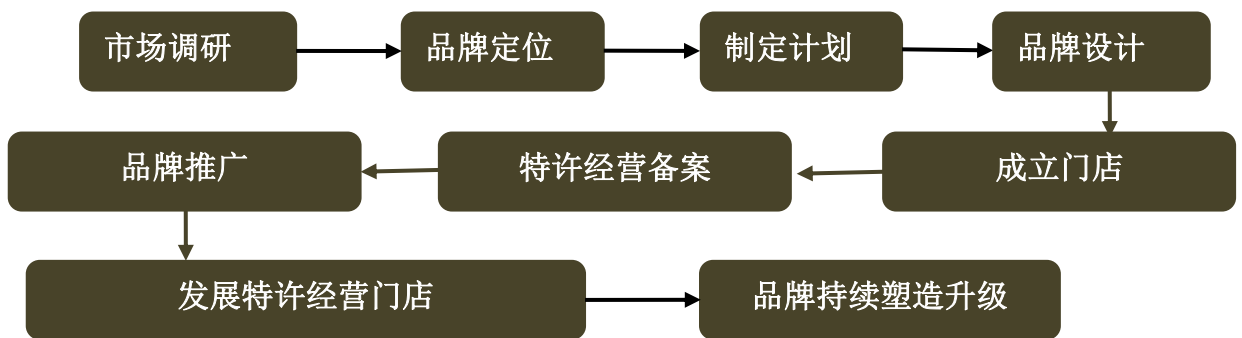 市场调研
品牌定位
制定计划
品牌设计
成立门店
特许经营备案
品牌推广
发展特许经营门店
品牌持续塑造升级